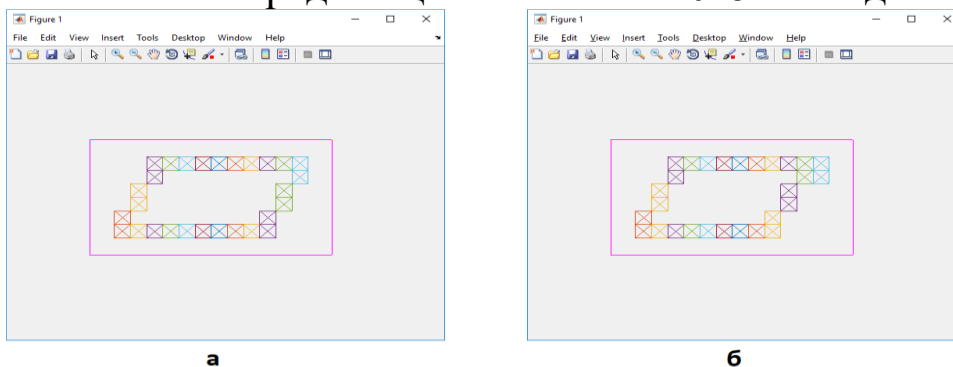 Figure 1
File Edit View Insert Tools Desktop Window Help
Figure 1
File Edit View Insert Tools Desktop Window Help
а
б